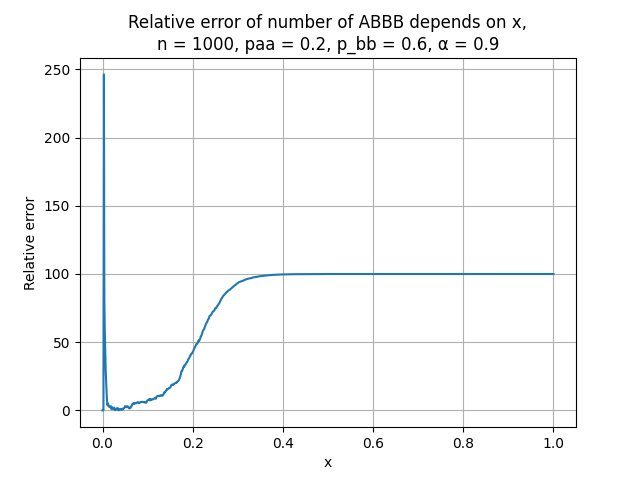 Relative error of number of ABBB depends on x,
n = 1000, paa = 0.2, p_bb = 0.6, α = 0.9
250
200
150
100
50
0
Relative error
0.0 0.2 0.4 0.6 0.8 1.0
x